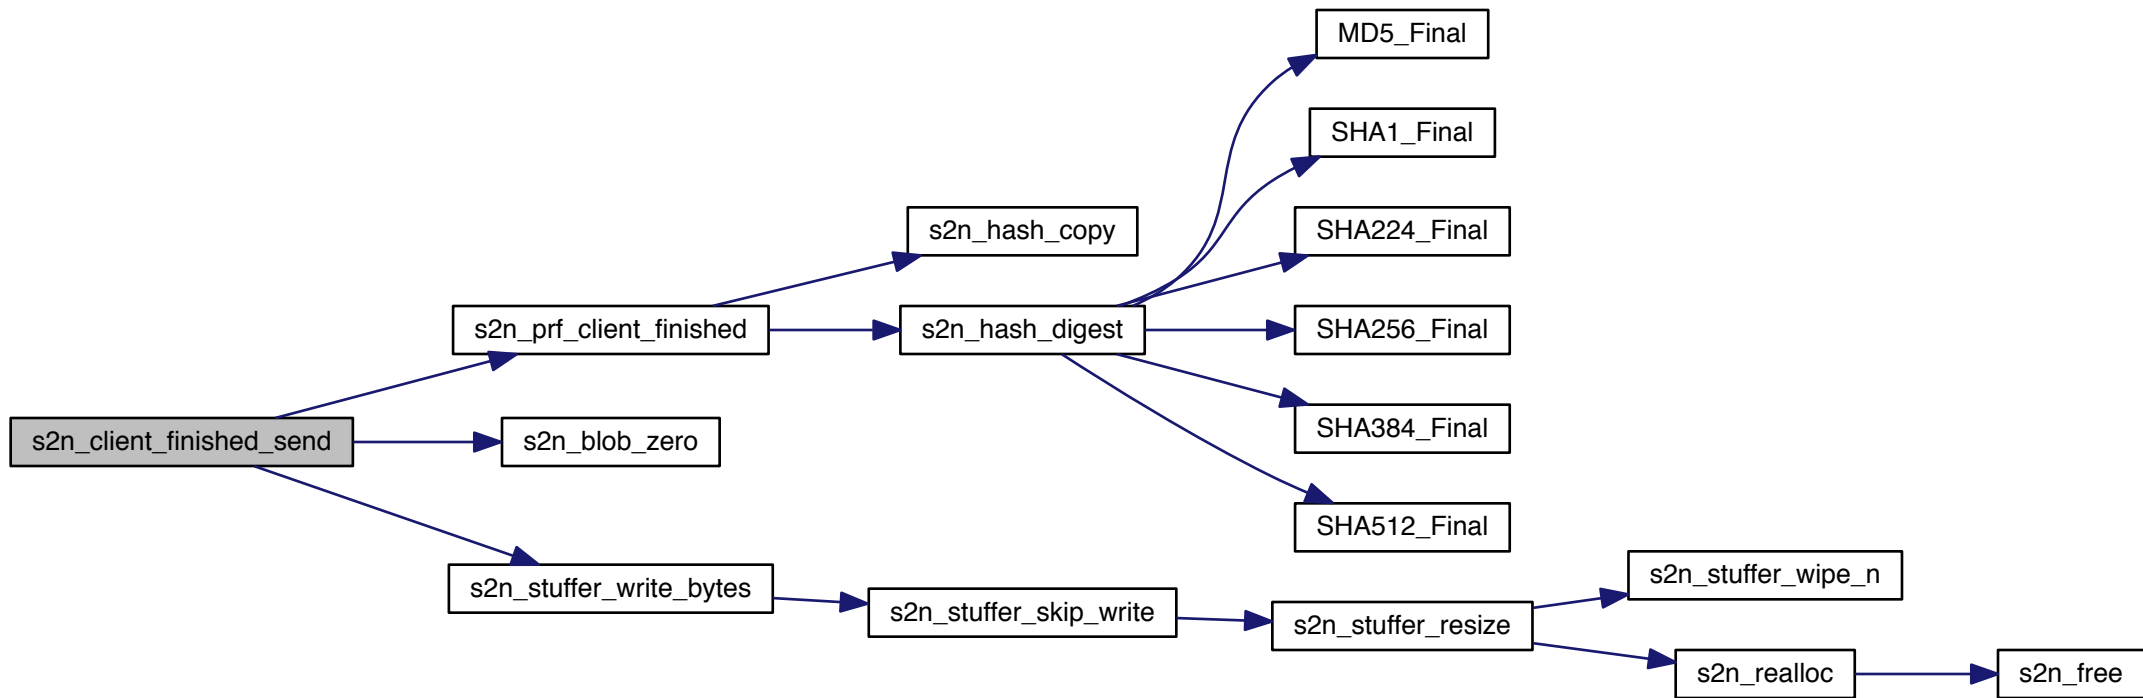 MD5_Final
SHA1_Final
s2n_hash_copy
SHA224_Final
s2n_prf_client_finished
s2n_hash_digest
SHA256_Final
s2n_client_finished_send
s2n_blob_zero
SHA384_Final
SHA512_Final
s2n_stuffer_write_bytes
s2n_stuffer_skip_write
s2n_stuffer_resize
s2n_stuffer_wipe_n
s2n_realloc
s2n_free